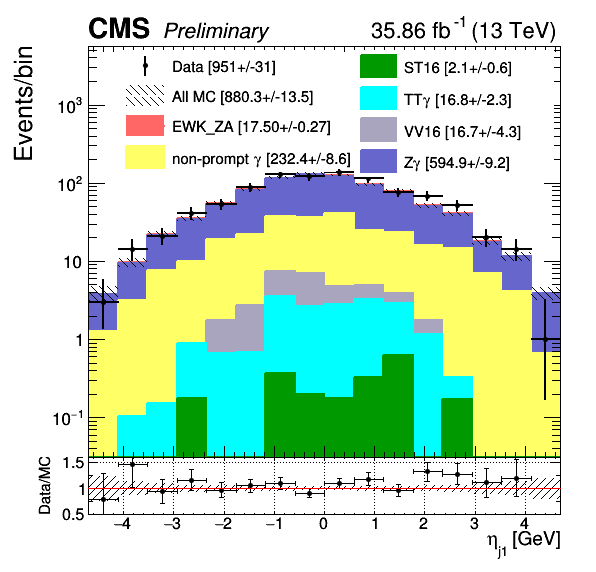 CMS Preliminary 35.86 fb⁻¹ (13 TeV)
Events/bin
Data [951+/-31]
All MC [880.3+/-13.5]
EWK_ZA [17.50+/-0.27]
non-prompt γ [232.4+/-8.6]
ST16 [2.1+/-0.6]
TTγ [16.8+/-2.3]
VV16 [16.7+/-4.3]
Zγ [594.9+/-9.2]
10³
10²
10
1
10⁻¹
Data/MC
1.5
1
0.5
−4 −3 −2 −1 0 1 2 3 4
η_j1 [GeV]